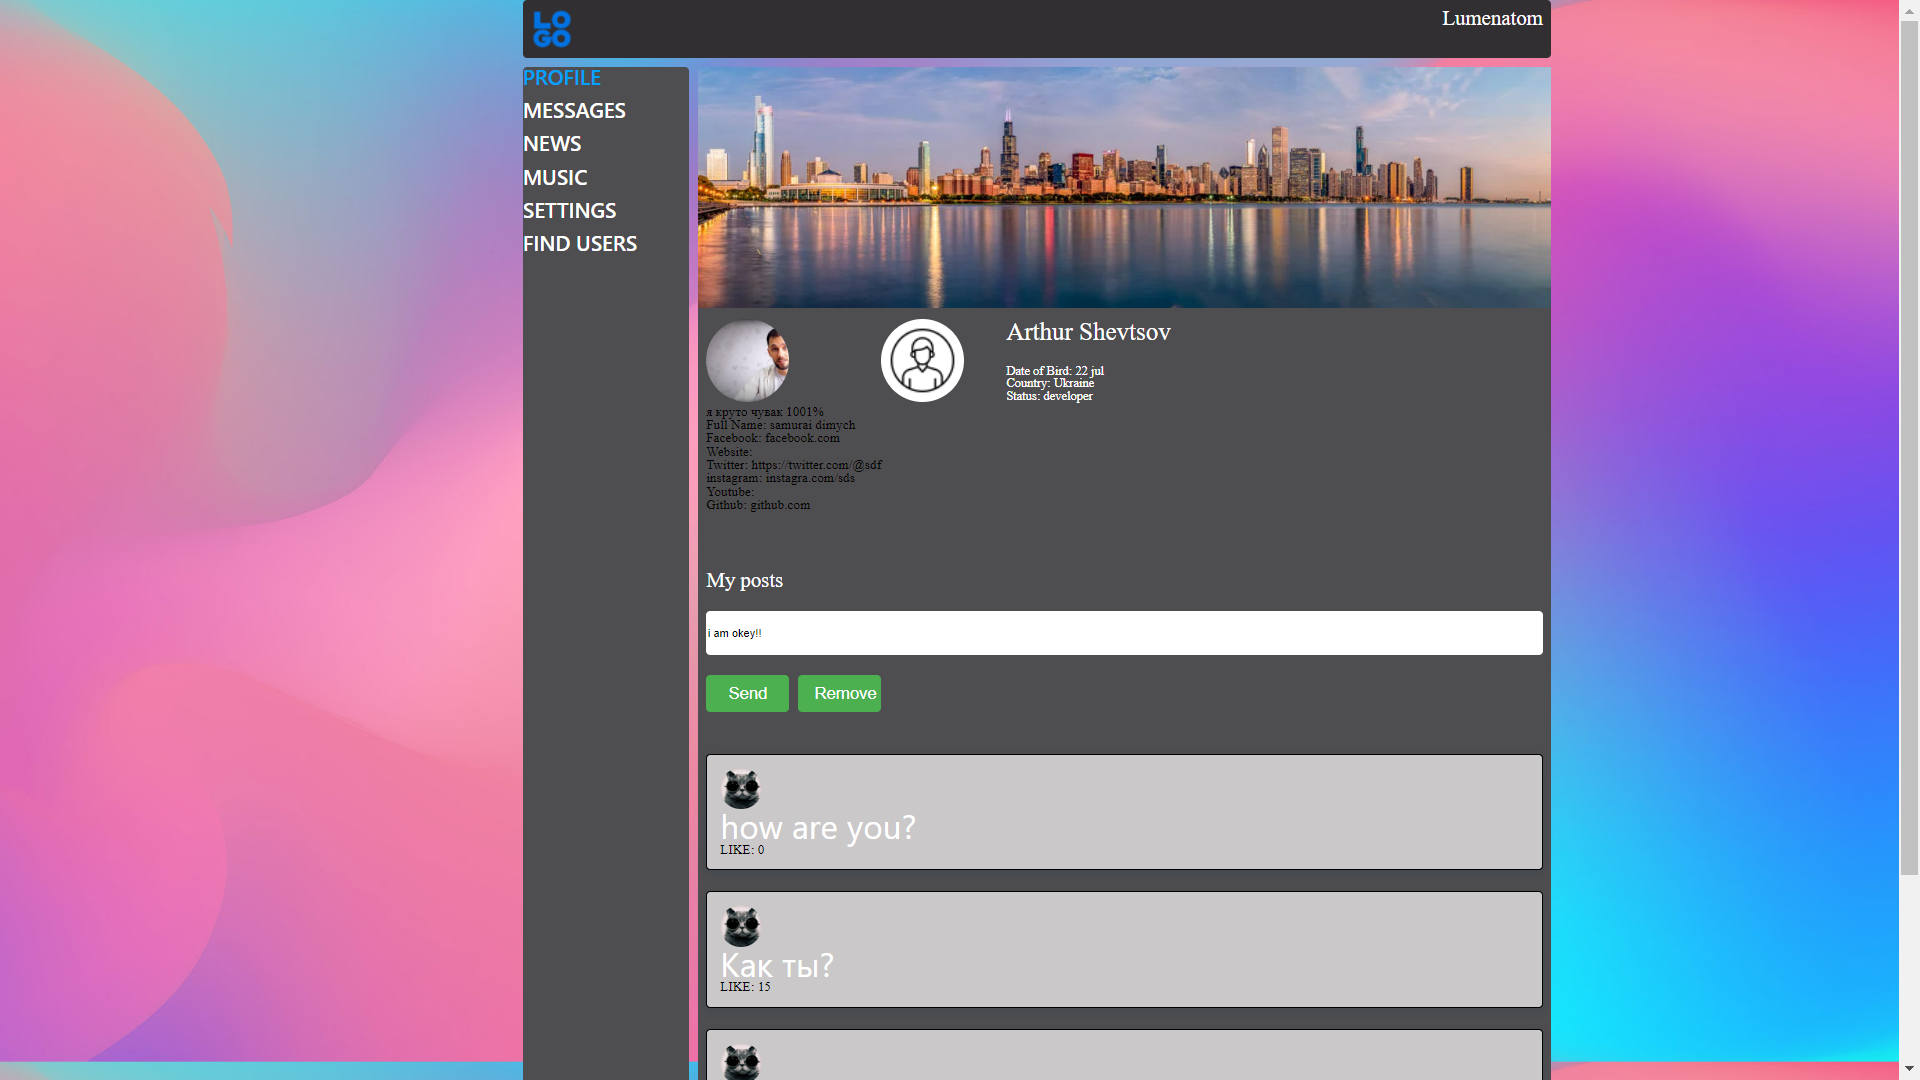 LO
GO
Lumenatom
PROFILE
MESSAGES
NEWS
MUSIC
SETTINGS
FIND USERS
Arthur Shevtsov
Date of Bird: 22 jul
Country: Ukraine
Status: developer
я круто чувак 1001%
Full Name: samurai dimych
Facebook: facebook.com
Website:
Twitter: https://twitter.com/@sdf
instagram: instagra.com/sds
Youtube:
Github: github.com
My posts
i am okey!!
Send Remove
how are you?
LIKE: 0
Как ты?
LIKE: 15